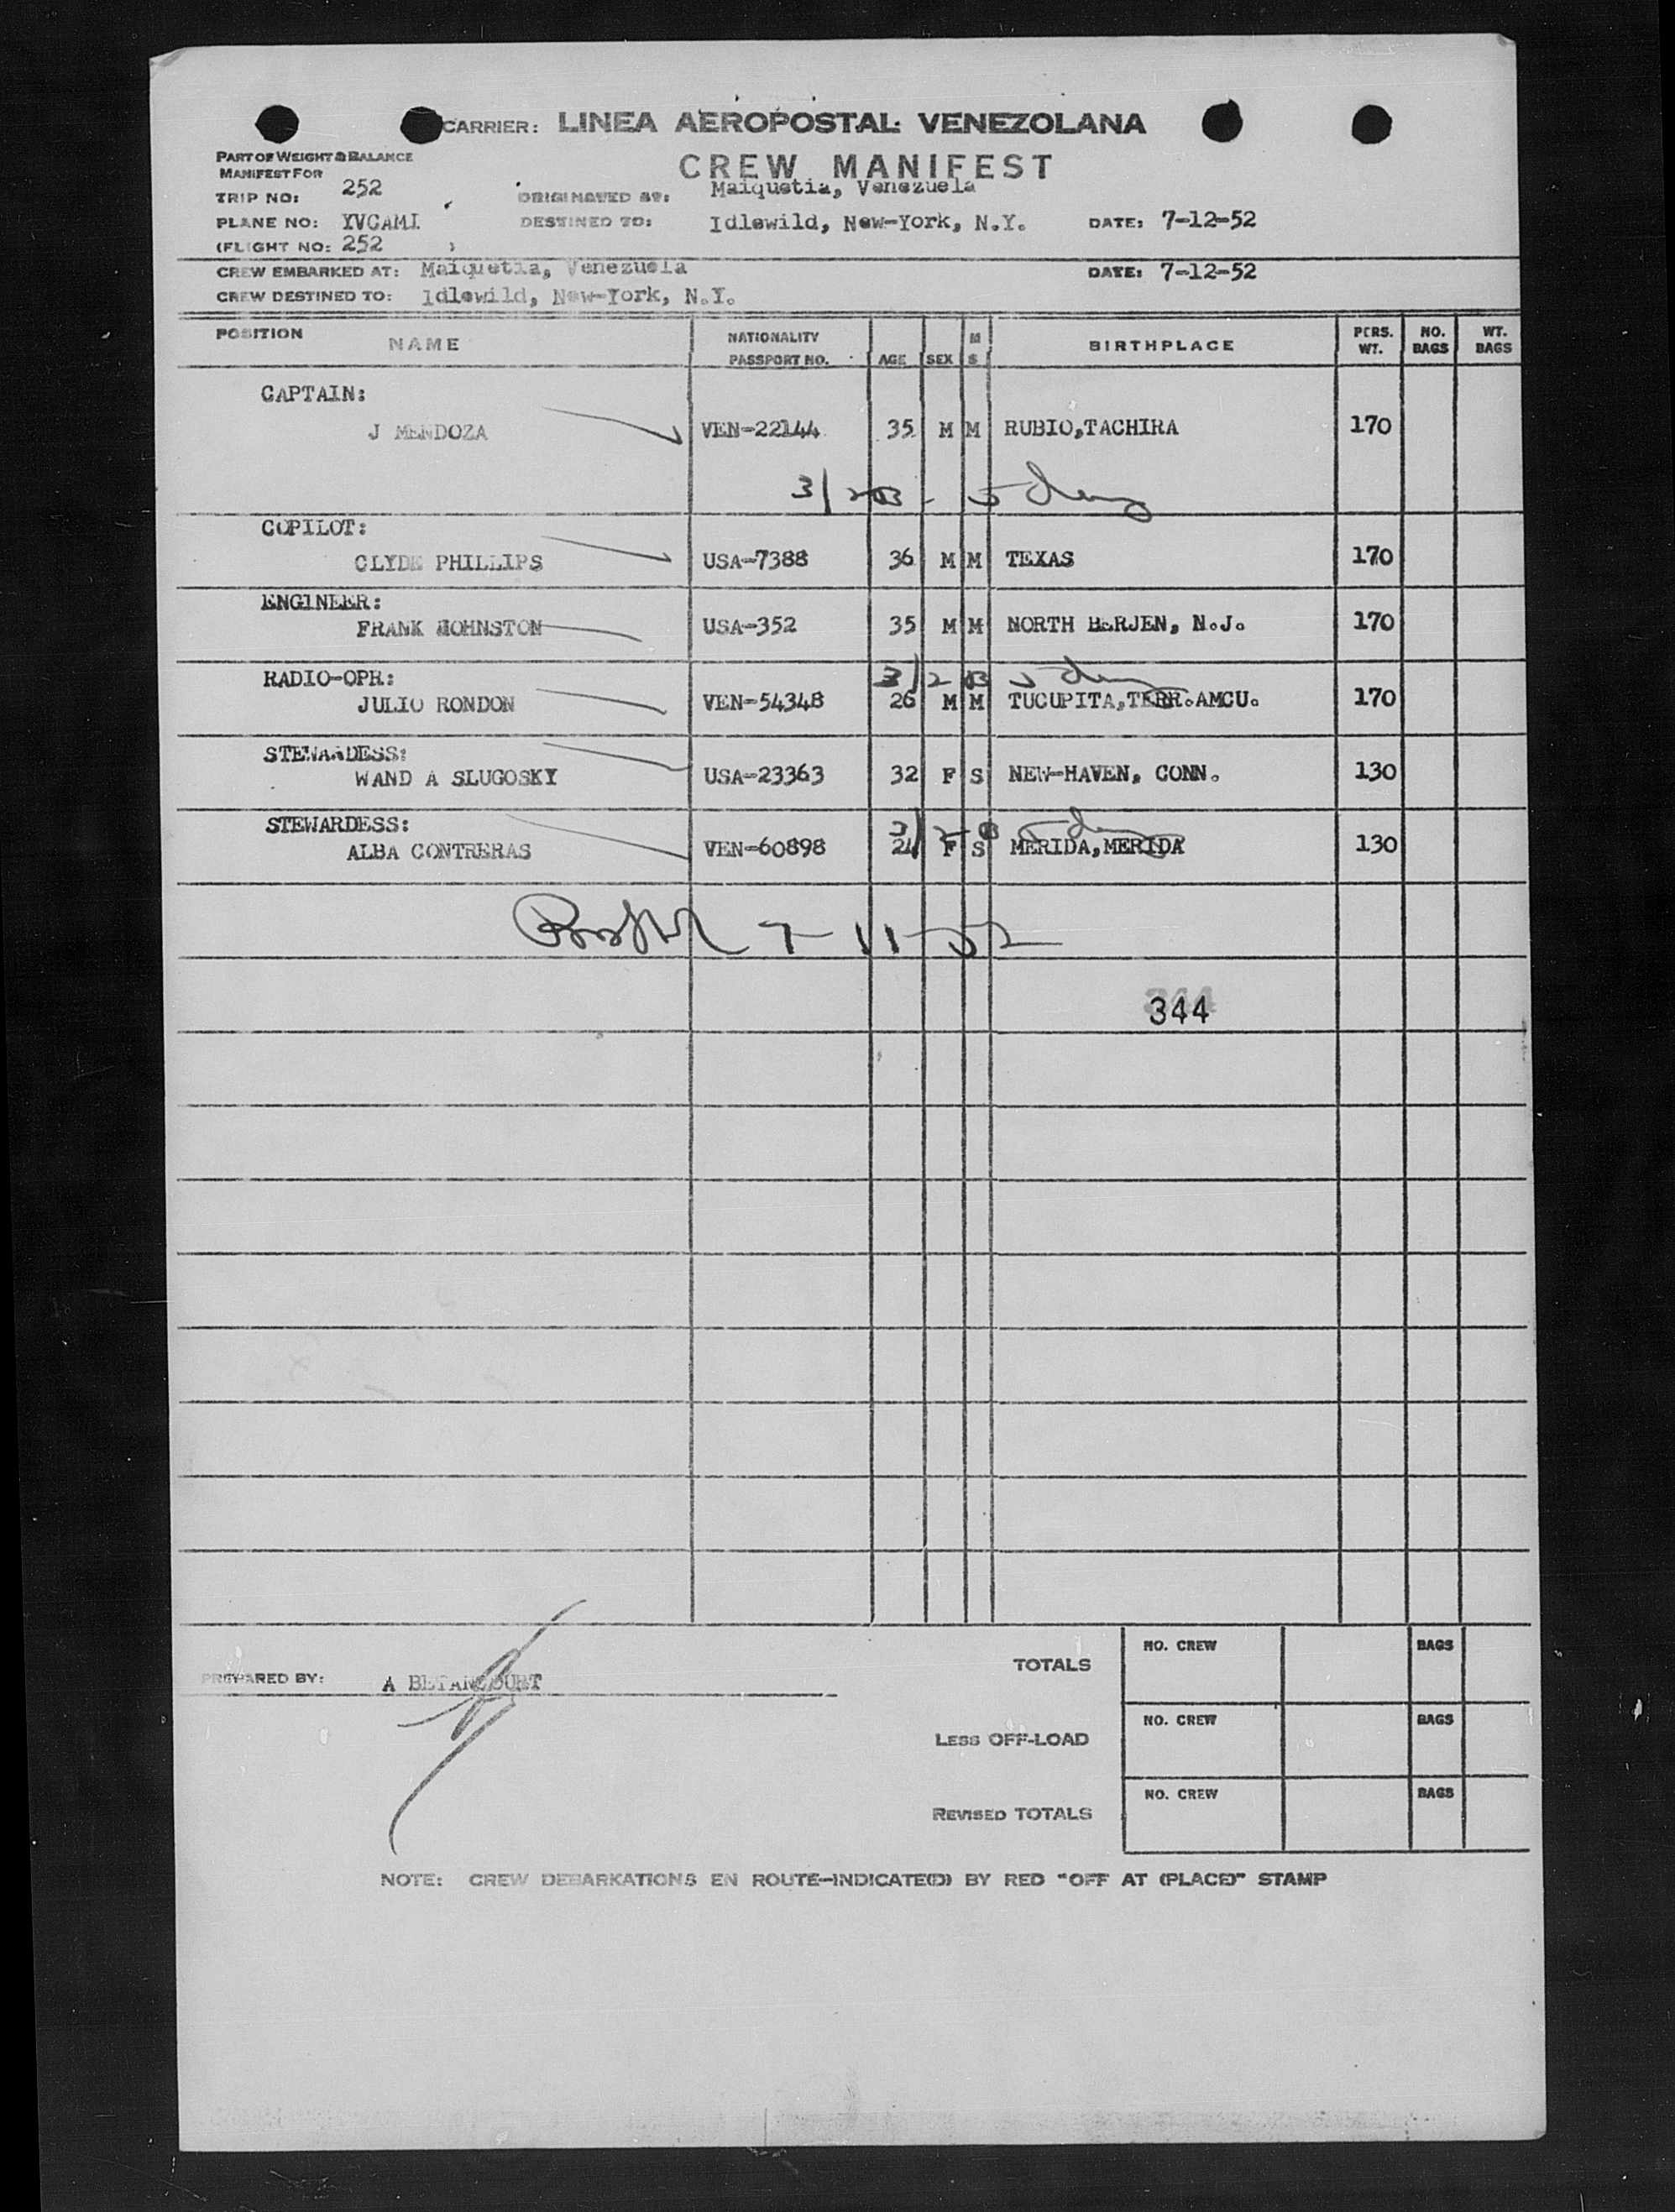 CARRIER: LINEA AEROPOSTAL VENEZOLANA
CREW MANIFEST
PART OF WEIGHT & BALANCE
MANIFEST FOR
TRIP NO: 252 ORIGINATED AT: Maiquetia, Venezuela
PLANE NO: YVCAMI DESTINED TO: Idlewild, New-York, N.Y. DATE: 7-12-52
(FLIGHT NO: 252 )
CREW EMBARKED AT: Maiquetia, Venezuela DATE: 7-12-52
CREW DESTINED TO: Idlewild, New-York, N.Y.
POSITION NAME NATIONALITY PASSPORT NO. AGE SEX M S BIRTHPLACE PERS. WT. NO. BAGS WT. BAGS
CAPTAIN:
J MENDOZA VEN-22144 35 M M RUBIO,TACHIRA 170
COPILOT:
CLYDE PHILLIPS USA-7388 36 M M TEXAS 170
ENGINEER:
FRANK JOHNSTON USA-352 35 M M NORTH BERJEN, N.J. 170
RADIO-OPR:
JULIO RONDON VEN-54348 26 M M TUCUPITA,TERR.AMCU. 170
STEWARDESS:
WAND A SLUGOSKY USA-23363 32 F S NEW-HAVEN, CONN. 130
STEWARDESS:
ALBA CONTRERAS VEN-60898 24 F S MERIDA,MERIDA 130
7-11-52
344
PREPARED BY: A BETANCOURT
TOTALS NO. CREW BAGS
LESS OFF-LOAD NO. CREW BAGS
REVISED TOTALS NO. CREW BAGS
NOTE: CREW DEBARKATIONS EN ROUTE-INDICATE(D) BY RED "OFF AT (PLACE)" STAMP